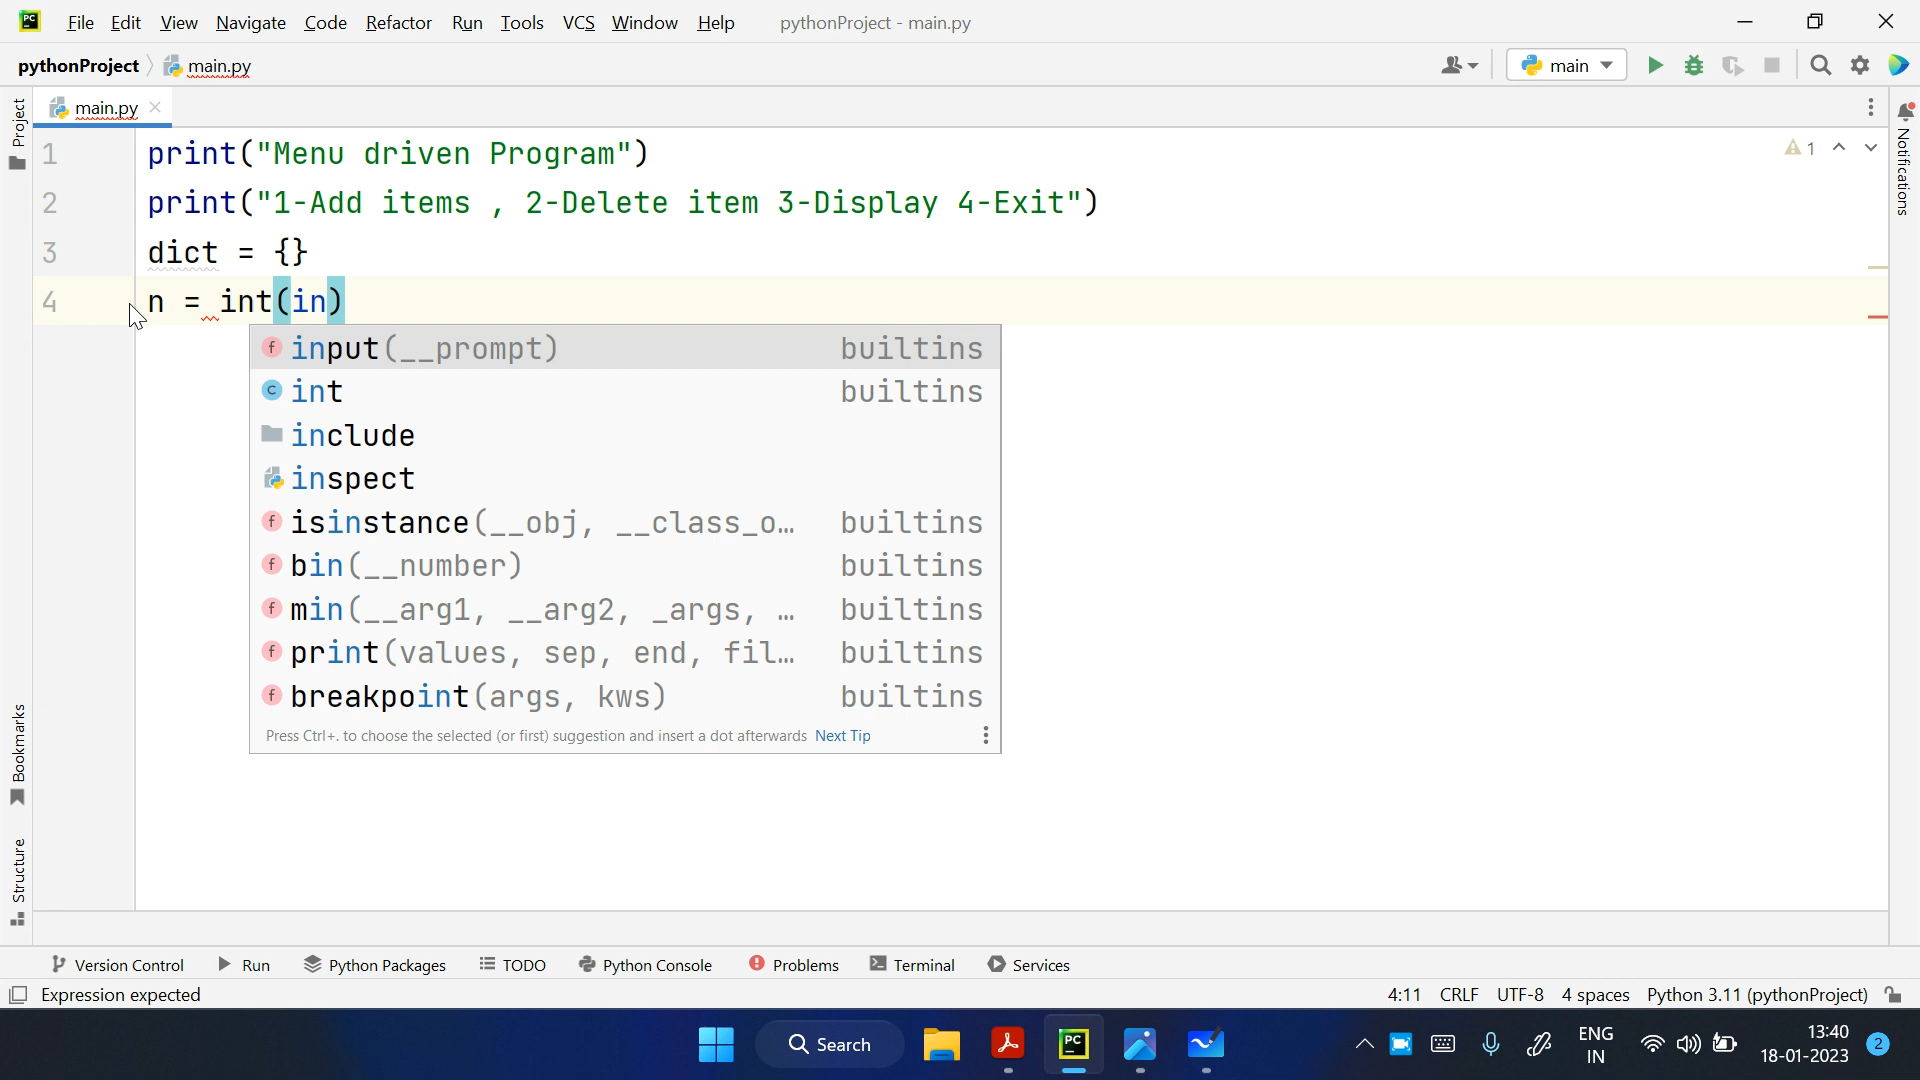 PC File Edit View Navigate Code Refactor Run Tools VCS Window Help pythonProject - main.py
pythonProject main.py main
Project
main.py
Notifications
1 print("Menu driven Program")
1
2 print("1-Add items , 2-Delete item 3-Display 4-Exit")
3 dict = {}
4 n = int(in)
f input(__prompt) builtins
c int builtins
include
inspect
f isinstance(__obj, __class_o… builtins
f bin(__number) builtins
f min(__arg1, __arg2, _args, … builtins
f print(values, sep, end, fil… builtins
f breakpoint(args, kws) builtins
Press Ctrl+. to choose the selected (or first) suggestion and insert a dot afterwards Next Tip
Bookmarks
Structure
Version Control Run Python Packages TODO Python Console Problems Terminal Services
Expression expected 4:11 CRLF UTF-8 4 spaces Python 3.11 (pythonProject)
Search PC ENG 13:40
IN 18-01-2023 2